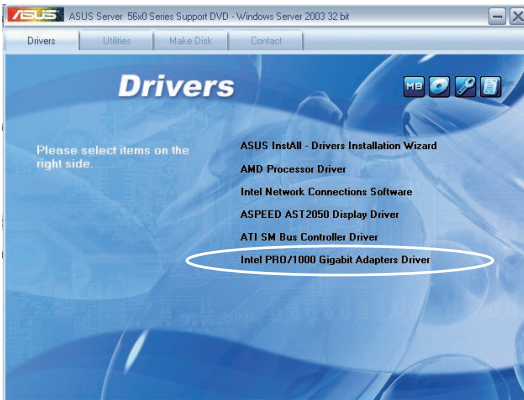 ASUS ASUS Server 56x0 Series Support DVD - Windows Server 2003 32 bit
Drivers Utilities Make Disk Contact
Drivers
MB
Please select items on the
right side.
ASUS InstAll - Drivers Installation Wizard
AMD Processor Driver
Intel Network Connections Software
ASPEED AST2050 Display Driver
ATI SM Bus Controller Driver
Intel PRO/1000 Gigabit Adapters Driver